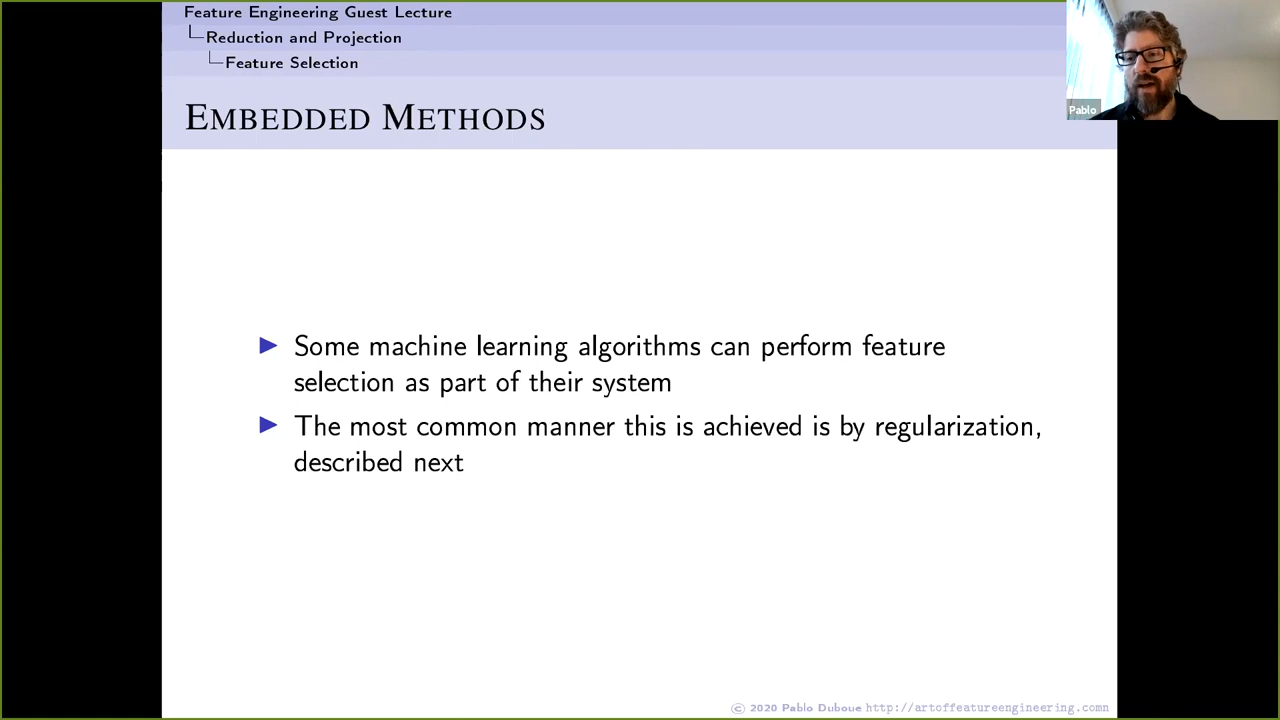 Feature Engineering Guest Lecture
Reduction and Projection
Feature Selection
EMBEDDED METHODS
Some machine learning algorithms can perform feature
selection as part of their system
The most common manner this is achieved is by regularization,
described next
Pablo
© 2020 Pablo Duboue http://artoffeatureengineering.comn